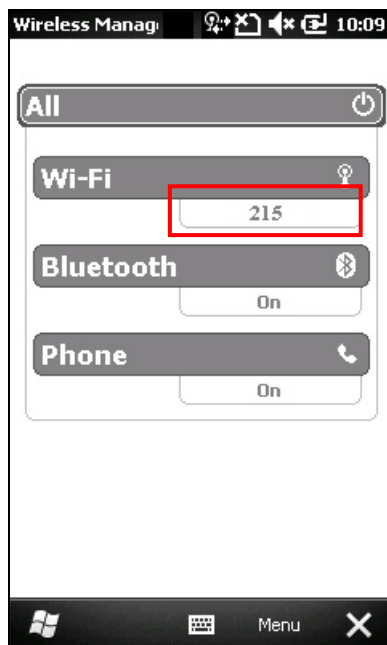 Wireless Manag
10:09
All
Wi-Fi
215
Bluetooth
On
Phone
On
Menu